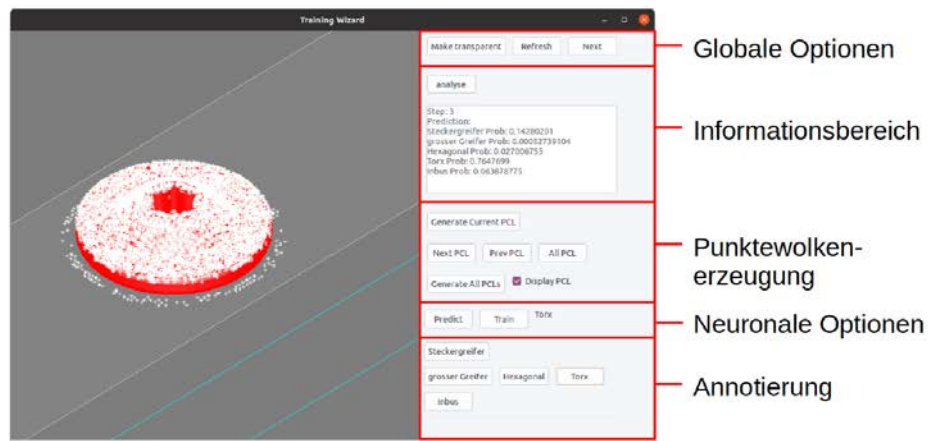 Training Wizard
Make transparent Refresh Next
Globale Optionen
analyse
Step: 3
Prediction:
Steckergreifer Prob: 0.14280201
grosser Greifer Prob: 0.00082739104
Hexagonal Prob: 0.027006753
Torx Prob: 0.7647699
Inbus Prob: 0.063678775
Informationsbereich
Generate Current PCL
Next PCL Prev PCL All PCL
Generate All PCLs Display PCL
Punktewolken-
erzeugung
Predict Train Torx
Neuronale Optionen
Steckergreifer
grosser Greifer Hexagonal Torx
Inbus
Annotierung